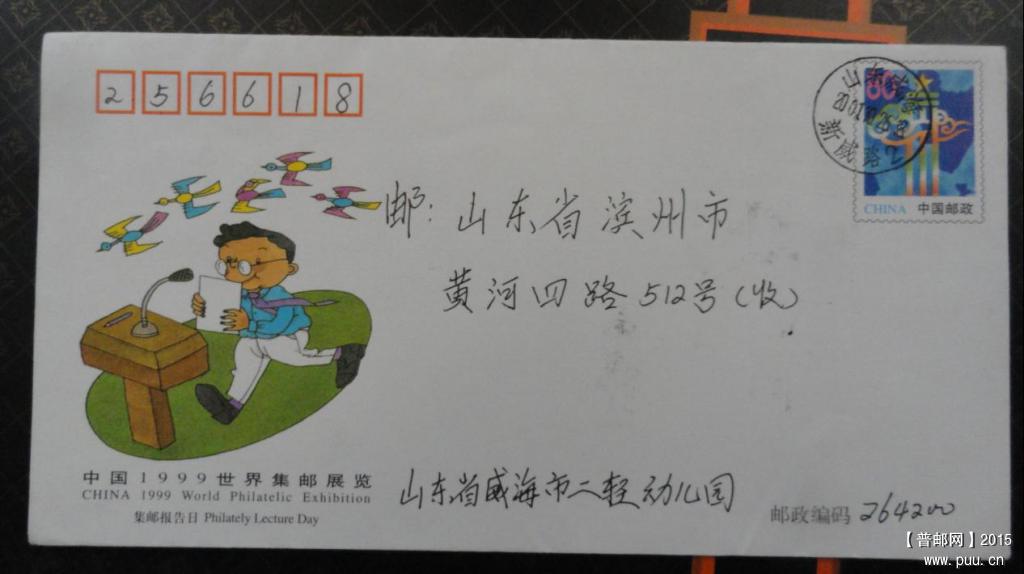 256618
80
CHINA 中国邮政
邮: 山东省滨州市
黄河四路 512号(收)
中国1999世界集邮展览
CHINA 1999 World Philatelic Exhibition
集邮报告日 Philately Lecture Day
山东省威海市二轻幼儿园
邮政编码 264200
【普邮网】2015
www.puu.cn